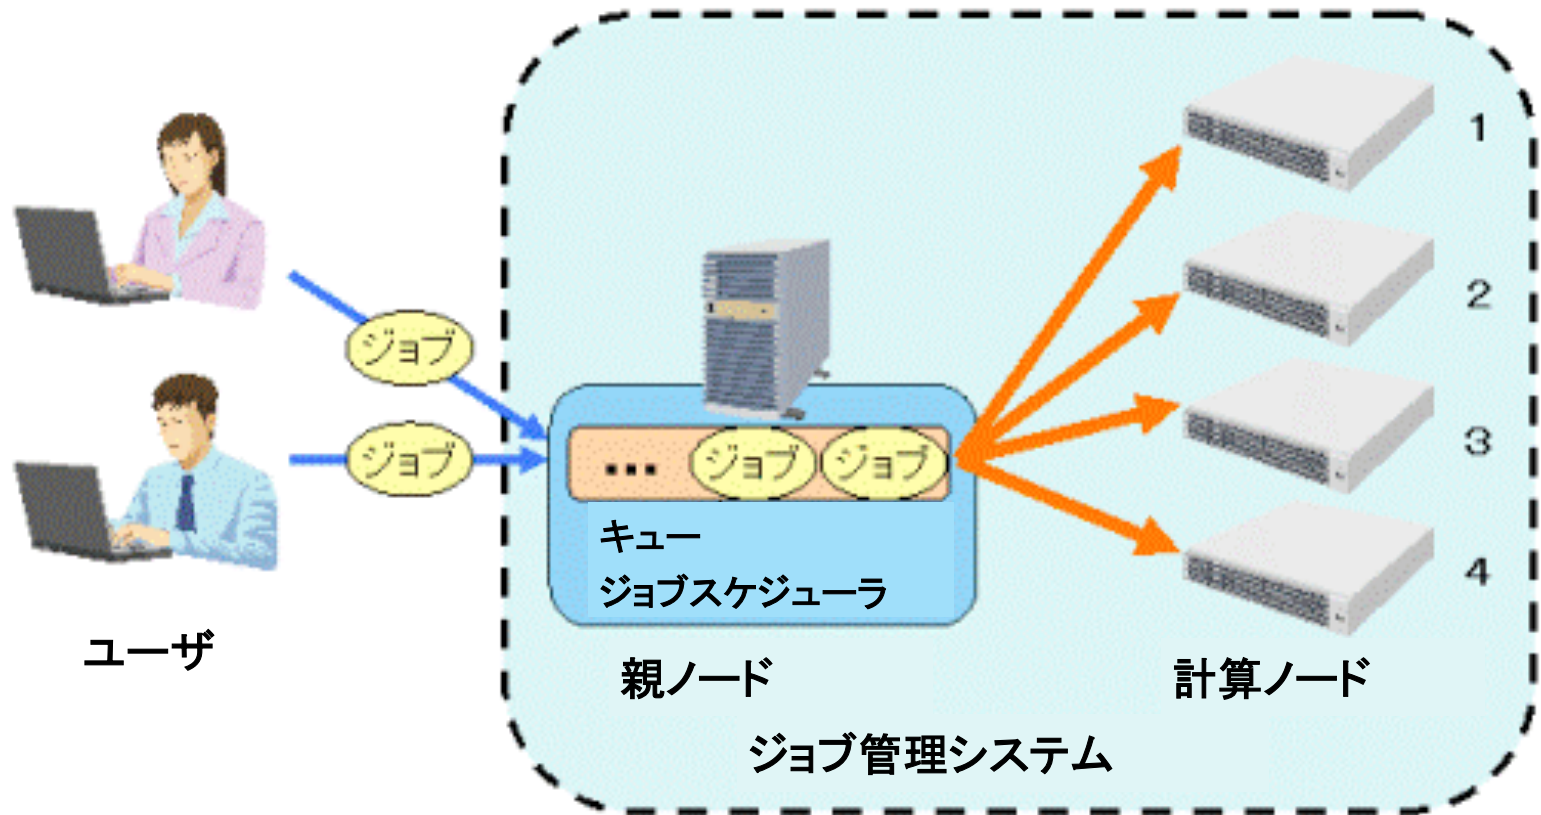 ジョブ
ジョブ
ユーザ
... ジョブ ジョブ
キュー
ジョブスケジューラ
親ノード
1
2
3
4
計算ノード
ジョブ管理システム